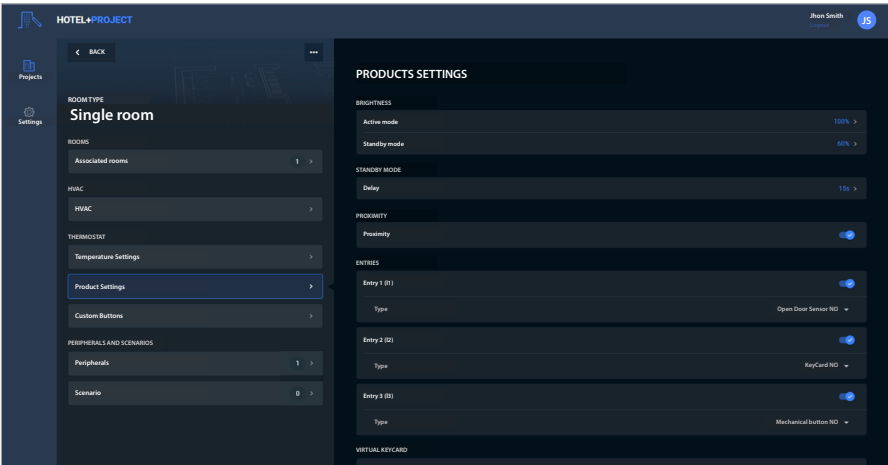 HOTEL+PROJECT
Jhon Smith
Logout
JS
Projects
Settings
BACK
ROOM TYPE
Single room
ROOMS
Associated rooms 1
HVAC
HVAC
THERMOSTAT
Temperature Settings
Product Settings
Custom Buttons
PERIPHERALS AND SCENARIOS
Peripherals 1
Scenario 0
PRODUCTS SETTINGS
BRIGHTNESS
Active mode 100%
Standby mode 60%
STANDBY MODE
Delay 15s
PROXIMITY
Proximity
ENTRIES
Entry 1 (I1)
Type Open Door Sensor NO
Entry 2 (I2)
Type KeyCard NO
Entry 3 (I3)
Type Mechanical button NO
VIRTUAL KEYCARD